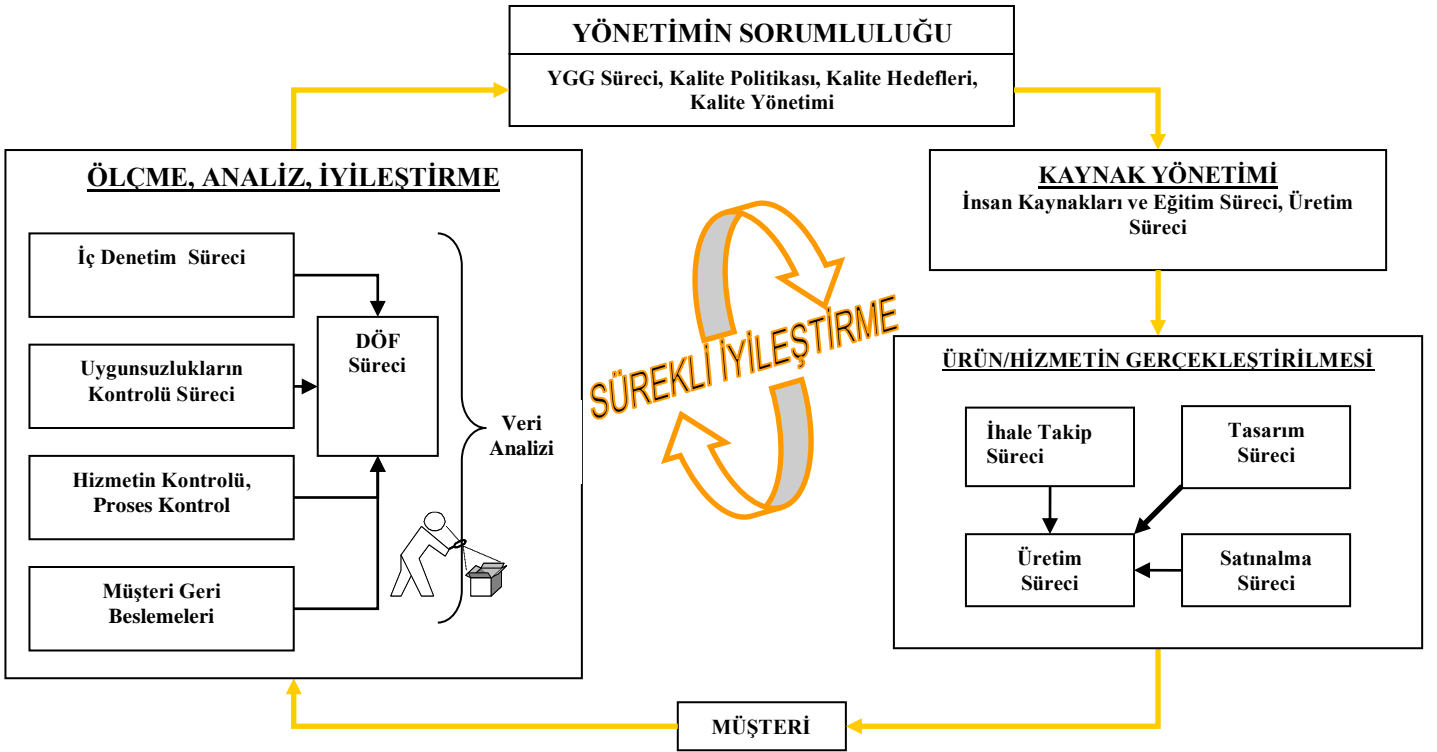 YÖNETİMİN SORUMLULUĞU
YGG Süreci, Kalite Politikası, Kalite Hedefleri,
Kalite Yönetimi
ÖLÇME, ANALİZ, İYİLEŞTİRME
İç Denetim Süreci
Uygunsuzlukların
Kontrolü Süreci
Hizmetin Kontrolü,
Proses Kontrol
Müşteri Geri
Beslemeleri
DÖF
Süreci
Veri
Analizi
SÜREKLİ İYİLEŞTİRME
KAYNAK YÖNETİMİ
İnsan Kaynakları ve Eğitim Süreci, Üretim
Süreci
ÜRÜN/HİZMETİN GERÇEKLEŞTİRİLMESİ
İhale Takip
Süreci
Tasarım
Süreci
Üretim
Süreci
Satınalma
Süreci
MÜŞTERİ